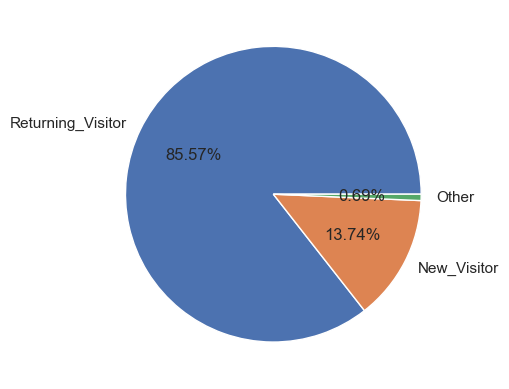 Returning_Visitor
85.57%
0.69%
Other
13.74%
New_Visitor